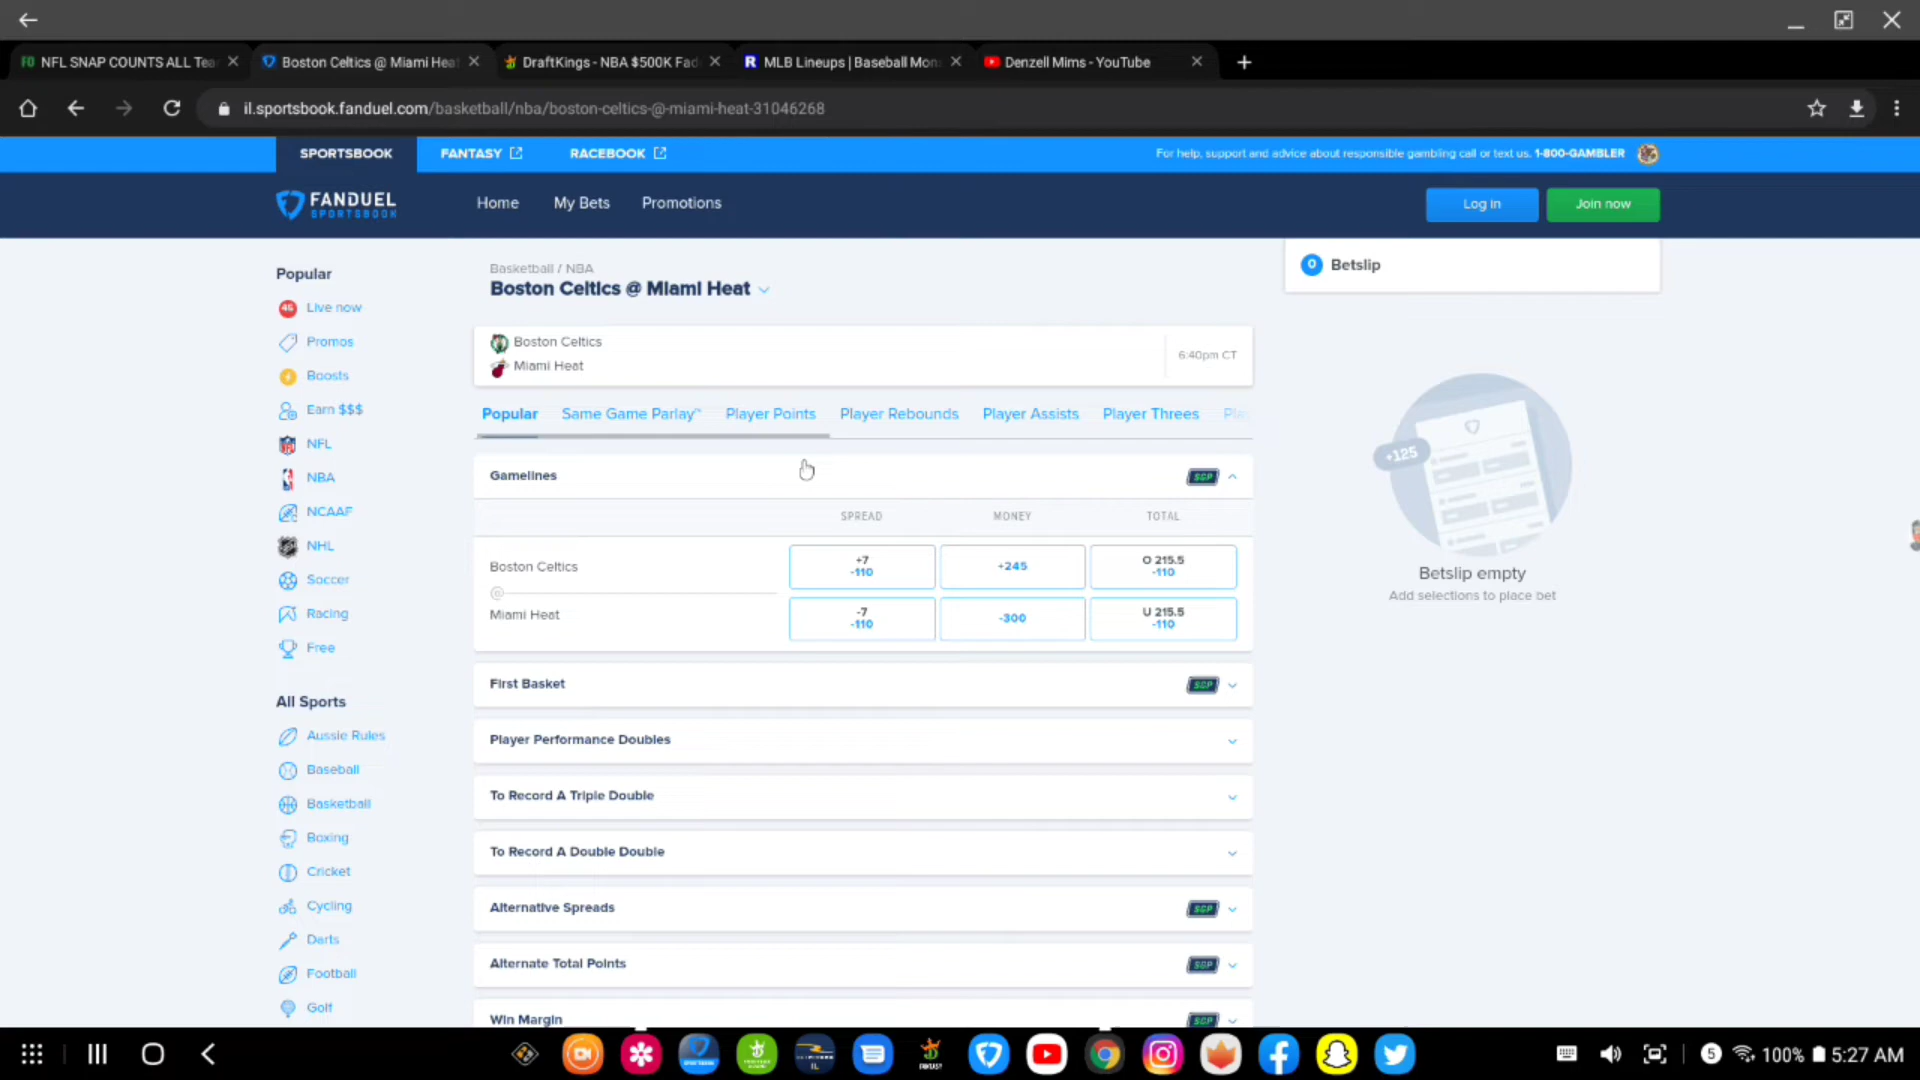 NFL SNAP COUNTS ALL Tea
Boston Celtics @ Miami Hea
DraftKings - NBA $500K Fad
MLB Lineups | Baseball Mon
Denzell Mims - YouTube
il.sportsbook.fanduel.com/basketball/nba/boston-celtics-@-miami-heat-31046268
SPORTSBOOK
FANTASY
RACEBOOK
For help, support and advice about responsible gambling call or text us. 1-800-GAMBLER
FANDUEL
SPORTSBOOK
Home
My Bets
Promotions
Log in
Join now
Popular
46 Live now
Promos
Boosts
Earn $$$
NFL
NBA
NCAAF
NHL
Soccer
Racing
Free
All Sports
Aussie Rules
Baseball
Basketball
Boxing
Cricket
Cycling
Darts
Football
Golf
Basketball / NBA
Boston Celtics @ Miami Heat
Boston Celtics
Miami Heat
6:40pm CT
Popular
Same Game Parlay™
Player Points
Player Rebounds
Player Assists
Player Threes
Gamelines
SGP
SPREAD MONEY TOTAL
Boston Celtics
+7
-110
+245
O 215.5
-110
@
Miami Heat
-7
-110
-300
U 215.5
-110
First Basket
SGP
Player Performance Doubles
To Record A Triple Double
To Record A Double Double
Alternative Spreads
SGP
Alternate Total Points
SGP
Win Margin
SGP
0 Betslip
+125
Betslip empty
Add selections to place bet
5 100% 5:27 AM